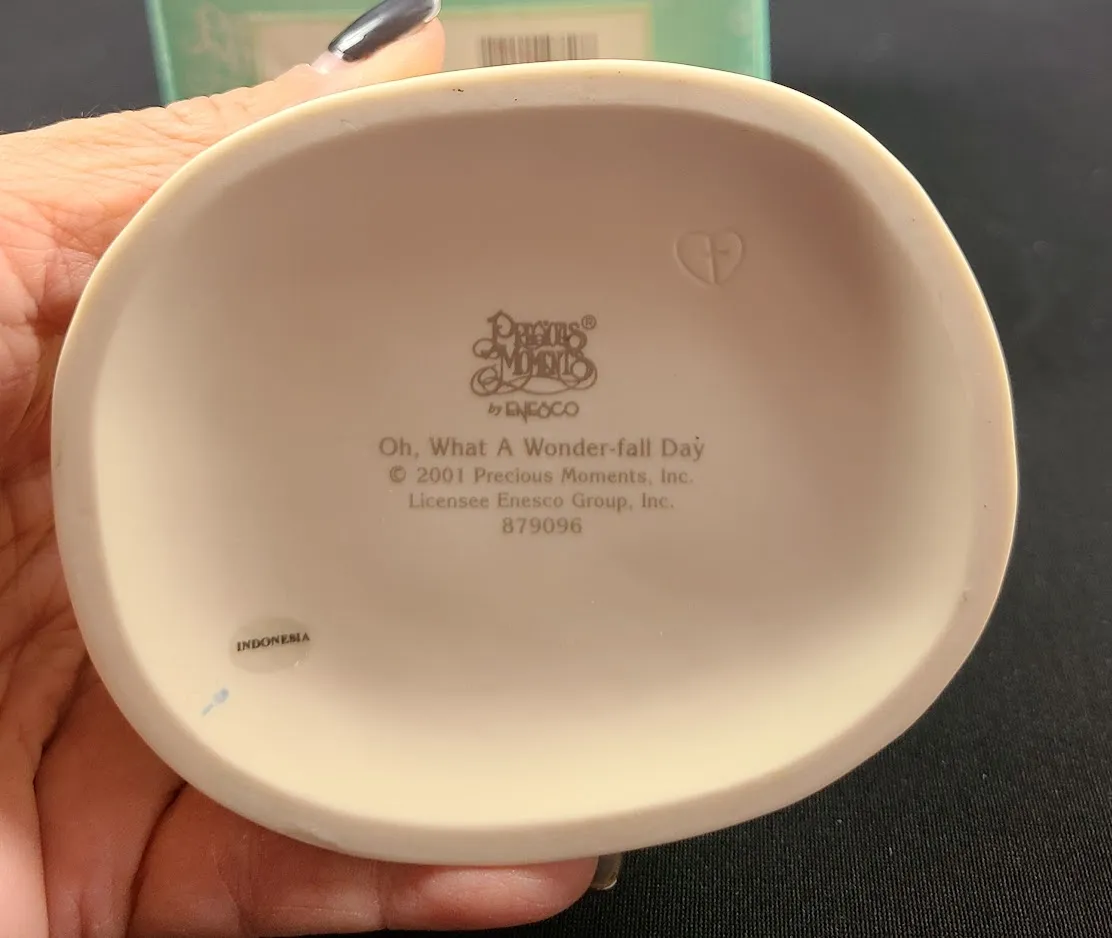 Precious
Moments®
by ENESCO
Oh, What A Wonder-fall Day
© 2001 Precious Moments, Inc.
Licensee Enesco Group, Inc.
879096
INDONESIA